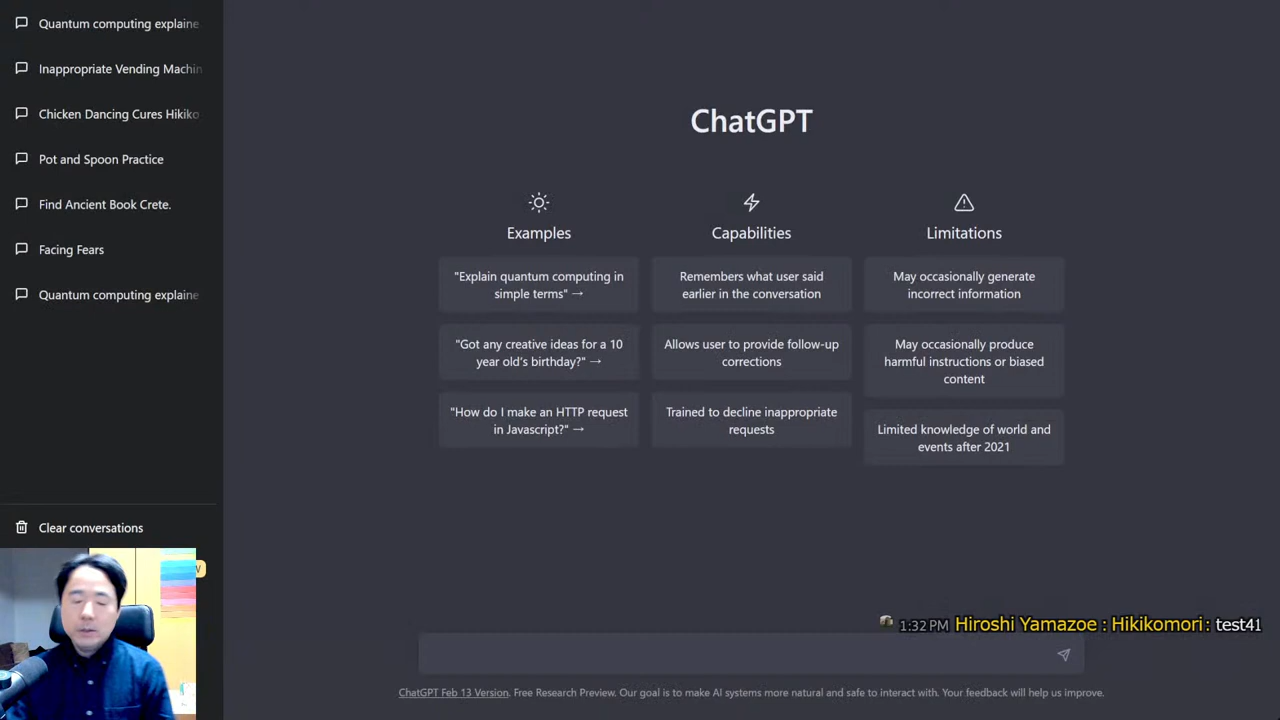 Quantum computing explaine
Inappropriate Vending Machin
Chicken Dancing Cures Hikiko
Pot and Spoon Practice
Find Ancient Book Crete.
Facing Fears
Quantum computing explaine
Clear conversations
W
ChatGPT
Examples
"Explain quantum computing in
simple terms" →
"Got any creative ideas for a 10
year old's birthday?" →
"How do I make an HTTP request
in Javascript?" →
Capabilities
Remembers what user said
earlier in the conversation
Allows user to provide follow-up
corrections
Trained to decline inappropriate
requests
Limitations
May occasionally generate
incorrect information
May occasionally produce
harmful instructions or biased
content
Limited knowledge of world and
events after 2021
1:32 PM Hiroshi Yamazoe : Hikikomori : test41
ChatGPT Feb 13 Version. Free Research Preview. Our goal is to make AI systems more natural and safe to interact with. Your feedback will help us improve.